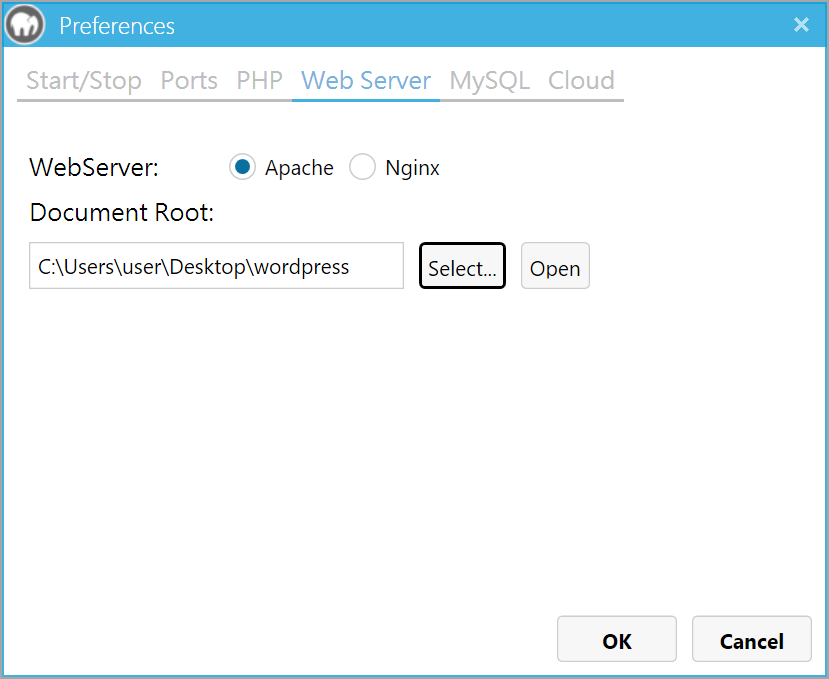 Preferences
Start/Stop Ports PHP Web Server MySQL Cloud
WebServer: Apache Nginx
Document Root:
C:\Users\user\Desktop\wordpress Select... Open
OK Cancel